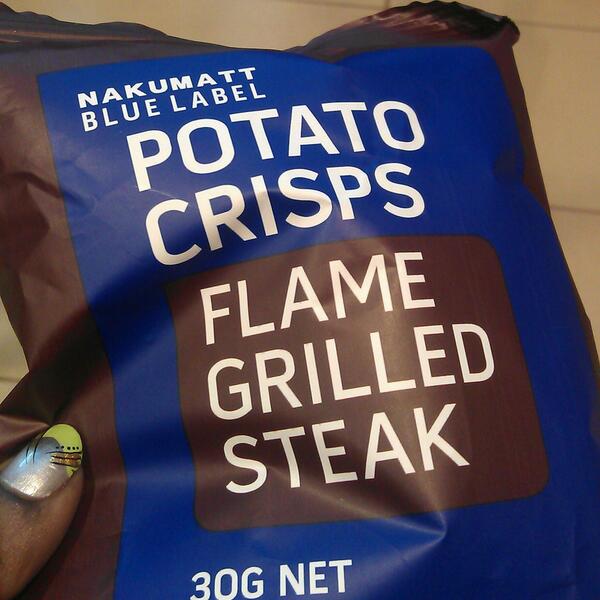 NAKUMATT
BLUE LABEL
POTATO
CRISPS
FLAME
GRILLED
STEAK
30G NET